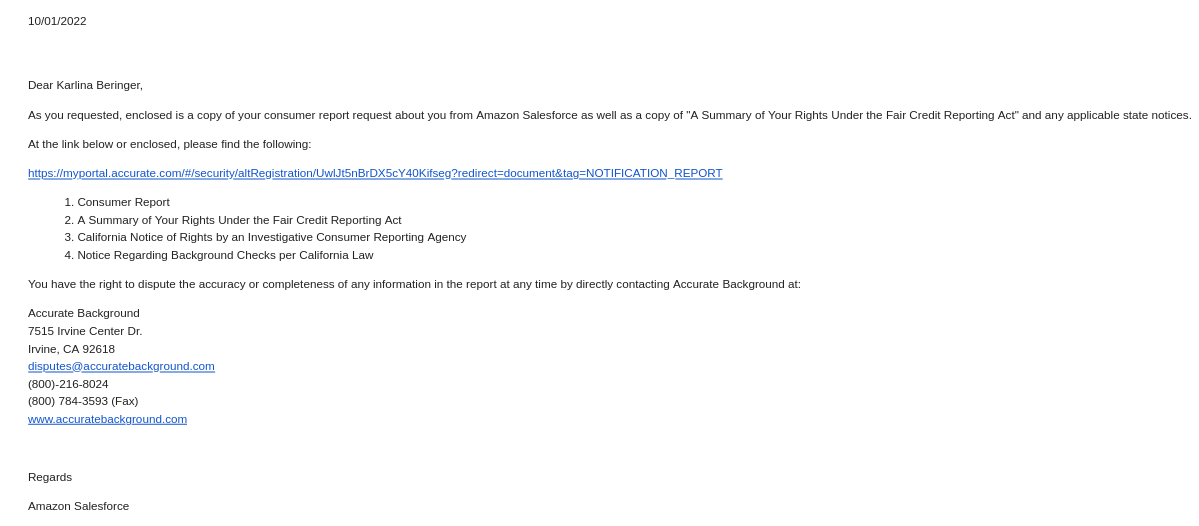 10/01/2022
Dear Karlina Beringer,
As you requested, enclosed is a copy of your consumer report request about you from Amazon Salesforce as well as a copy of "A Summary of Your Rights Under the Fair Credit Reporting Act" and any applicable state notices.
At the link below or enclosed, please find the following:
https://myportal.accurate.com/#/security/altRegistration/UwlJt5nBrDX5cY40Kifseg?redirect=document&tag=NOTIFICATION_REPORT
1. Consumer Report
2. A Summary of Your Rights Under the Fair Credit Reporting Act
3. California Notice of Rights by an Investigative Consumer Reporting Agency
4. Notice Regarding Background Checks per California Law
You have the right to dispute the accuracy or completeness of any information in the report at any time by directly contacting Accurate Background at:
Accurate Background
7515 Irvine Center Dr.
Irvine, CA 92618
disputes@accuratebackground.com
(800)-216-8024
(800) 784-3593 (Fax)
www.accuratebackground.com
Regards
Amazon Salesforce